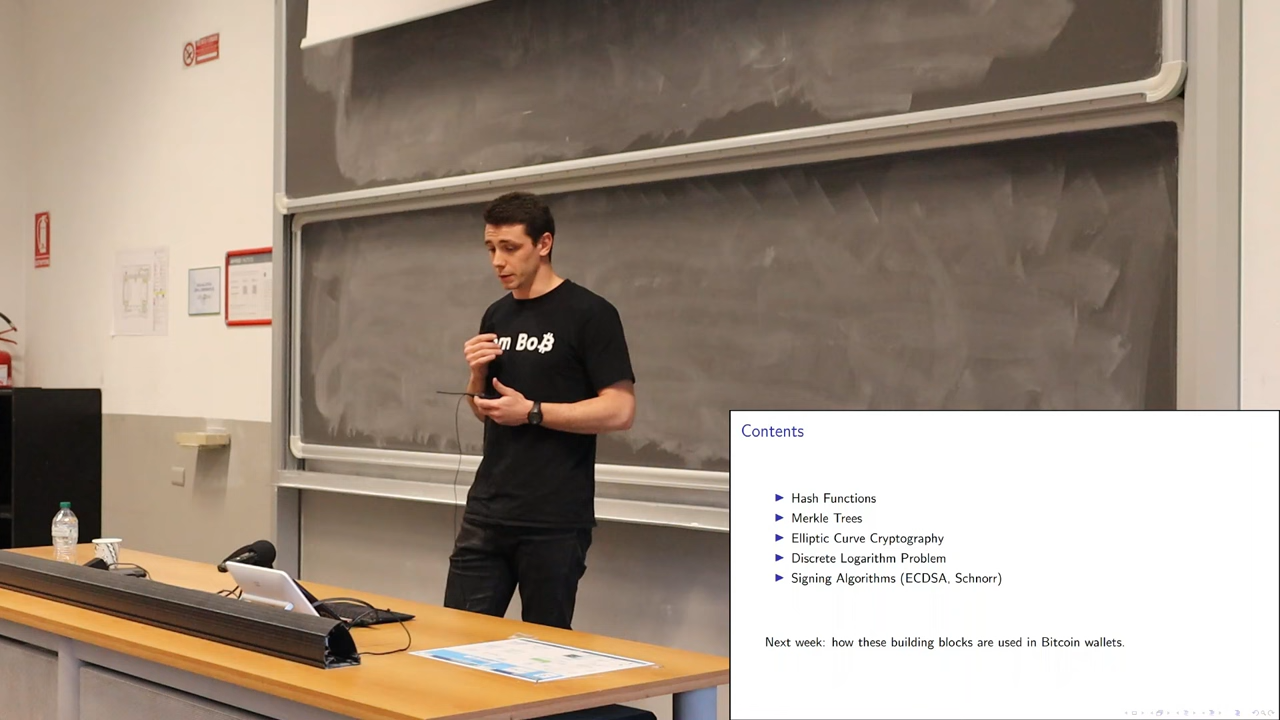 Bo₿
Contents
Hash Functions
Merkle Trees
Elliptic Curve Cryptography
Discrete Logarithm Problem
Signing Algorithms (ECDSA, Schnorr)
Next week: how these building blocks are used in Bitcoin wallets.